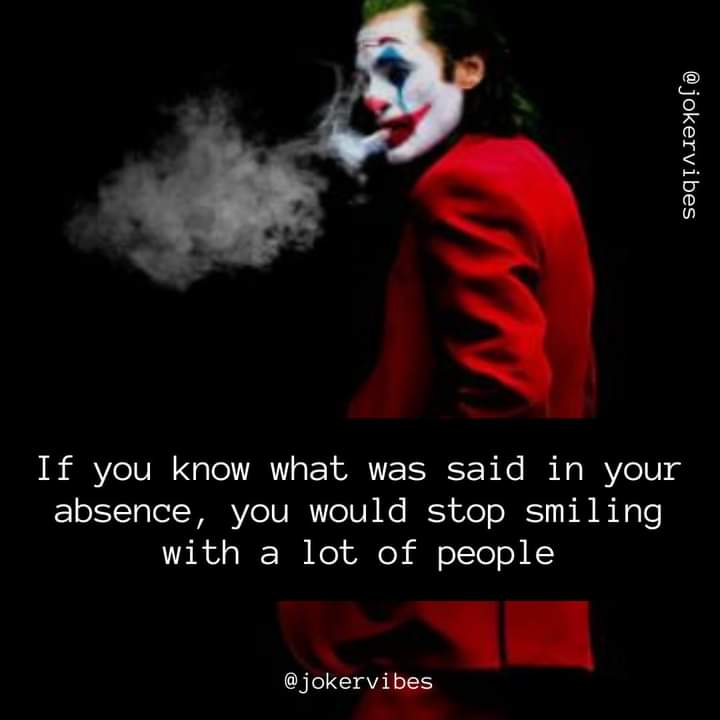 @jokervibes
If you know what was said in your
absence, you would stop smiling
with a lot of people
@jokervibes